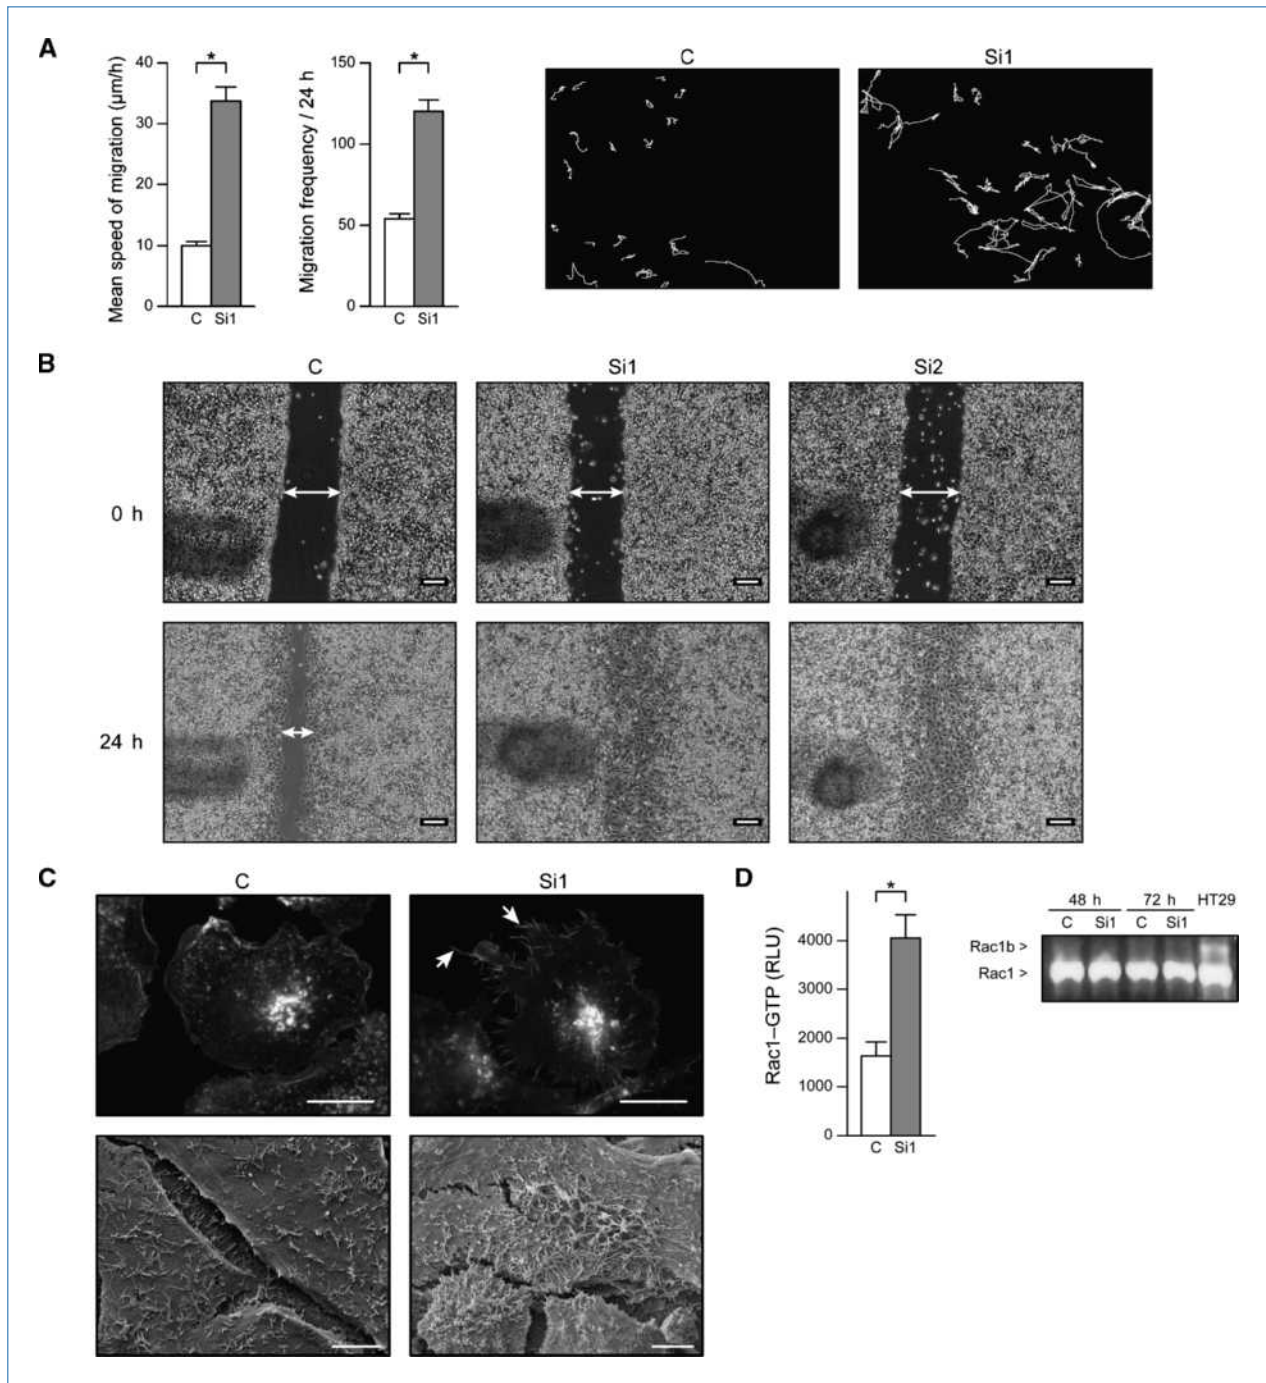 A
Mean speed of migration (µm/h)
40
30
20
10
0
*
C Si1
Migration frequency / 24 h
150
100
50
0
*
C Si1
C
Si1
B
C
Si1
Si2
0 h
24 h
C
C
Si1
D
Rac1–GTP (RLU)
4000
3000
2000
1000
0
*
C Si1
48 h 72 h HT29
C Si1 C Si1
Rac1b >
Rac1 >